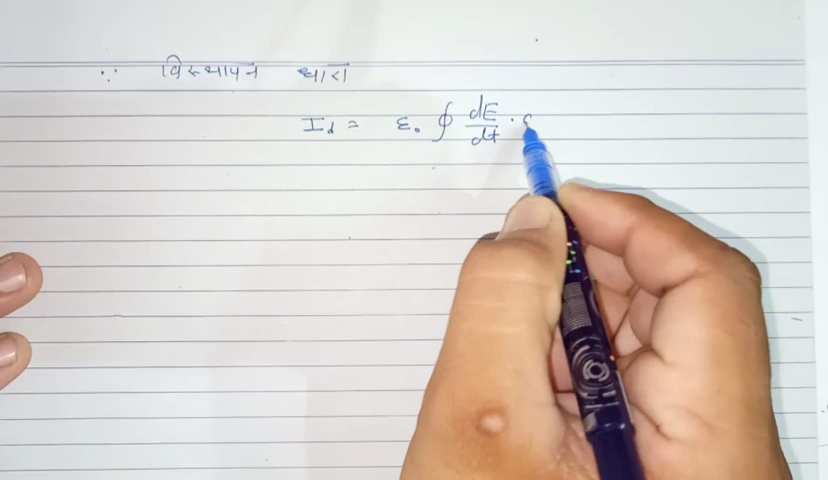 ∵ विस्थापन धारा
I_d = ε₀ ∮ dE/dt ·